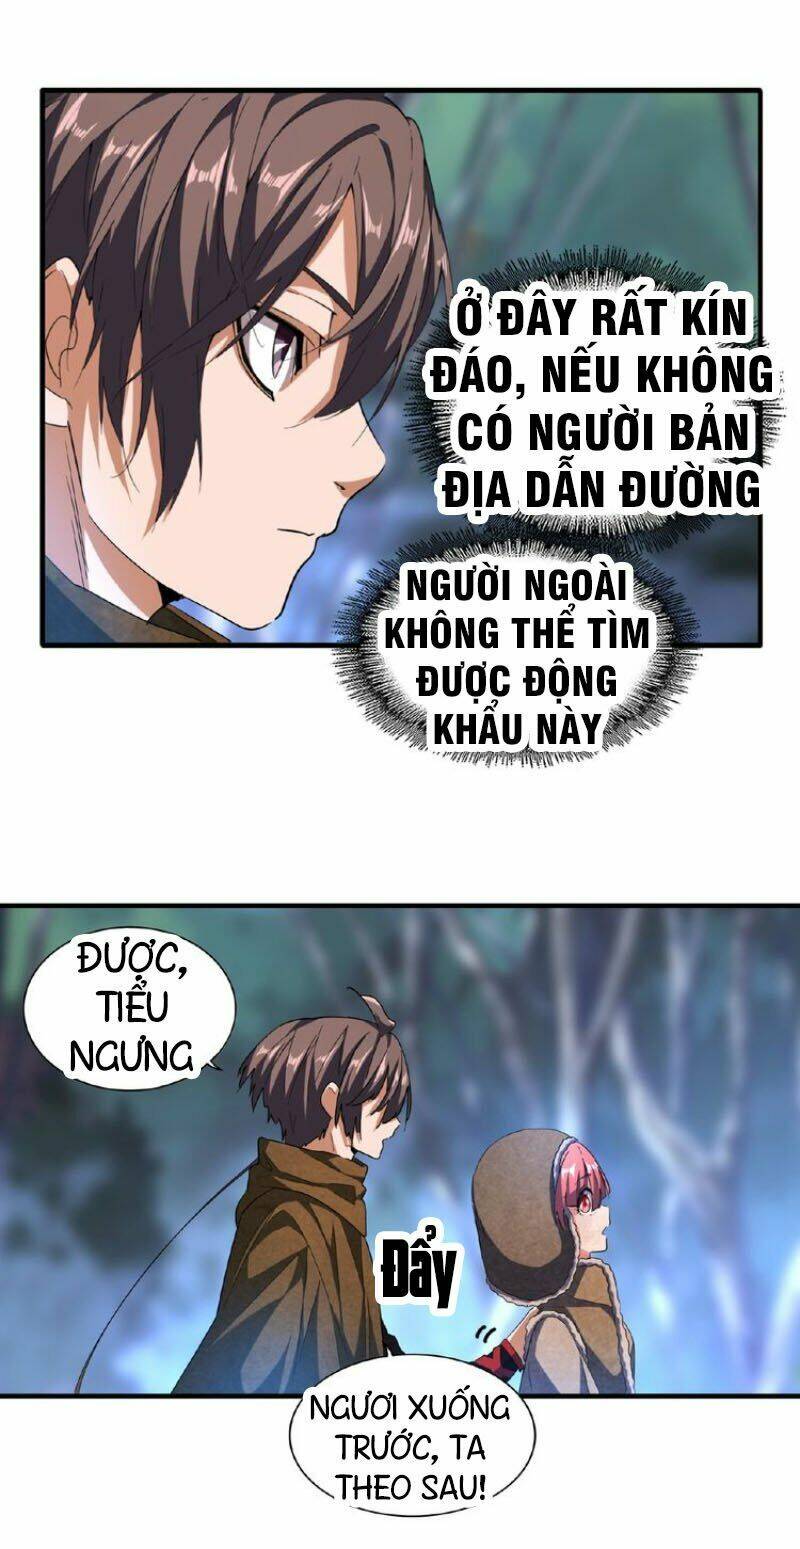 Ở ĐÂY RẤT KÍN
ĐÁO, NẾU KHÔNG
CÓ NGƯỜI BẢN
ĐỊA DẪN ĐƯỜNG
NGƯỜI NGOÀI
KHÔNG THỂ TÌM
ĐƯỢC ĐỘNG
KHẨU NÀY
ĐƯỢC,
TIỂU
NGƯNG
ĐẨY
NGƯƠI XUỐNG
TRƯỚC, TA
THEO SAU!